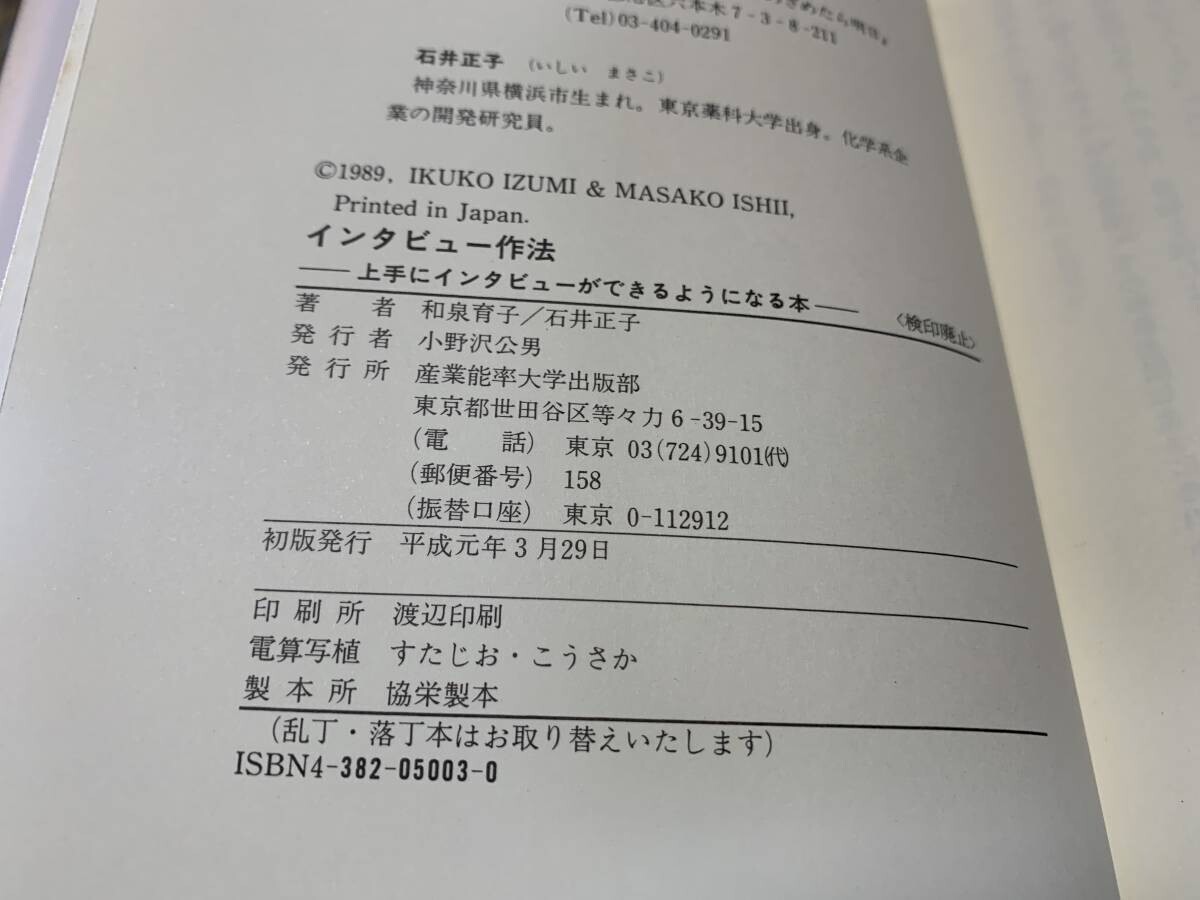 区六本木7-3-8-211
(Tel)03-404-0291
石井正子 (いしい まさこ)
神奈川県横浜市生まれ。東京薬科大学出身。化学系企
業の開発研究員。
©1989, IKUKO IZUMI & MASAKO ISHII,
Printed in Japan.
インタビュー作法
——上手にインタビューができるようになる本——
〈検印廃止〉
著 者 和泉育子/石井正子
発行者 小野沢公男
発行所 産業能率大学出版部
東京都世田谷区等々力6-39-15
(電 話) 東京 03(724)9101㈹
(郵便番号) 158
(振替口座) 東京 0-112912
初版発行 平成元年3月29日
印刷所 渡辺印刷
電算写植 すたじお・こうさか
製本所 協栄製本
(乱丁・落丁本はお取り替えいたします)
ISBN4-382-05003-0